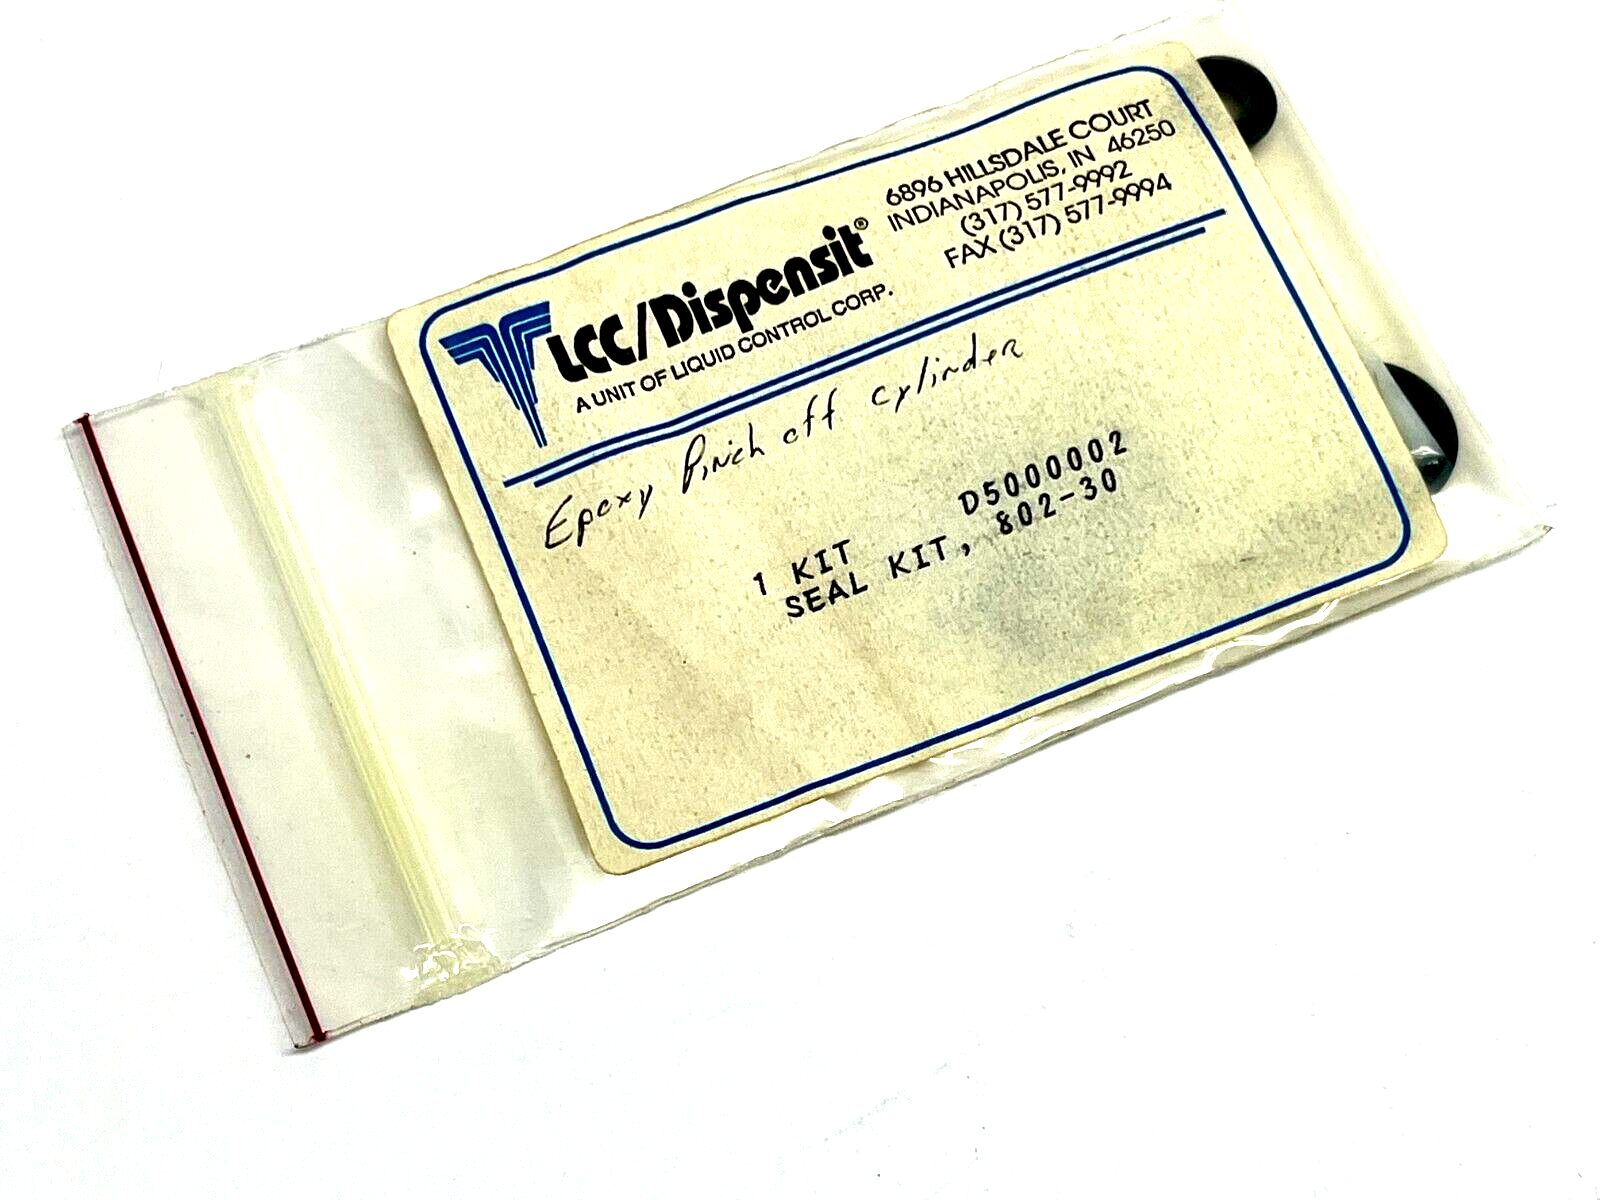 LCC/Dispensit®
A UNIT OF LIQUID CONTROL CORP.
6896 HILLSDALE COURT
INDIANAPOLIS, IN 46250
(317) 577-9992
FAX (317) 577-9994
Epoxy Pinch off cylinder
1 KIT D5000002
SEAL KIT, 802-30